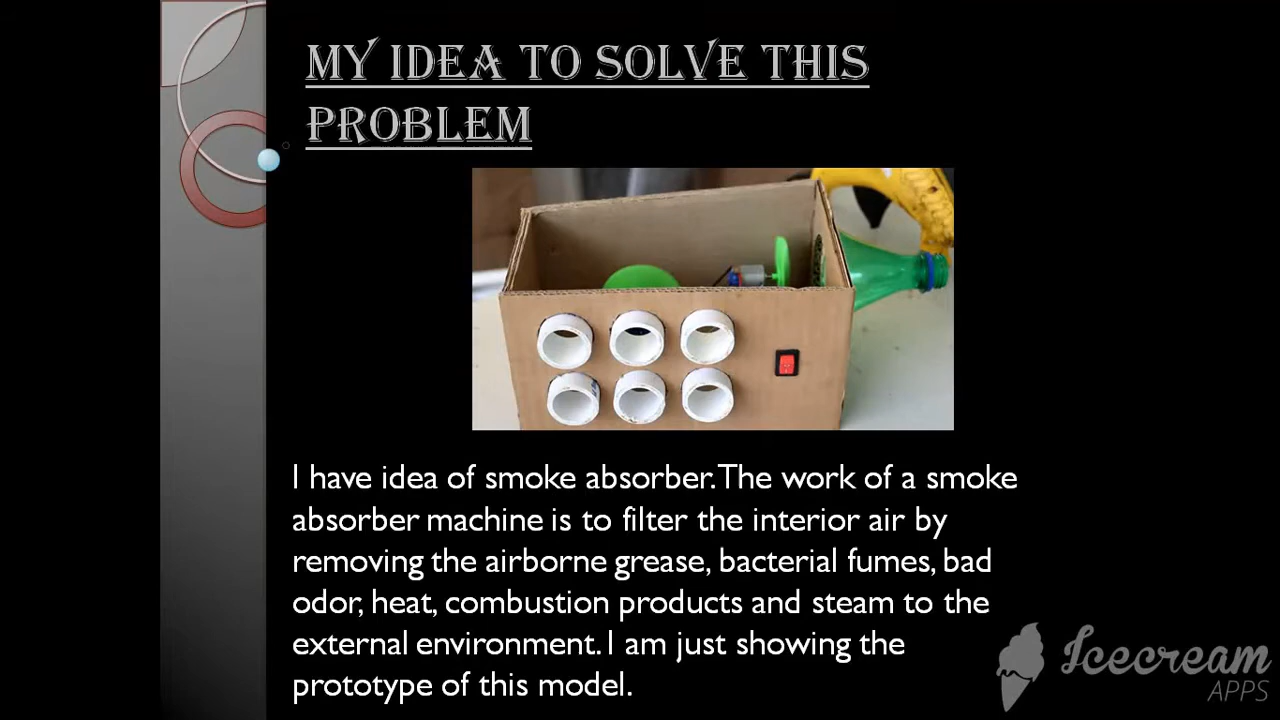 MY IDEA TO SOLVE THIS
PROBLEM
I have idea of smoke absorber. The work of a smoke
absorber machine is to filter the interior air by
removing the airborne grease, bacterial fumes, bad
odor, heat, combustion products and steam to the
external environment. I am just showing the
prototype of this model.
Icecream
APPS